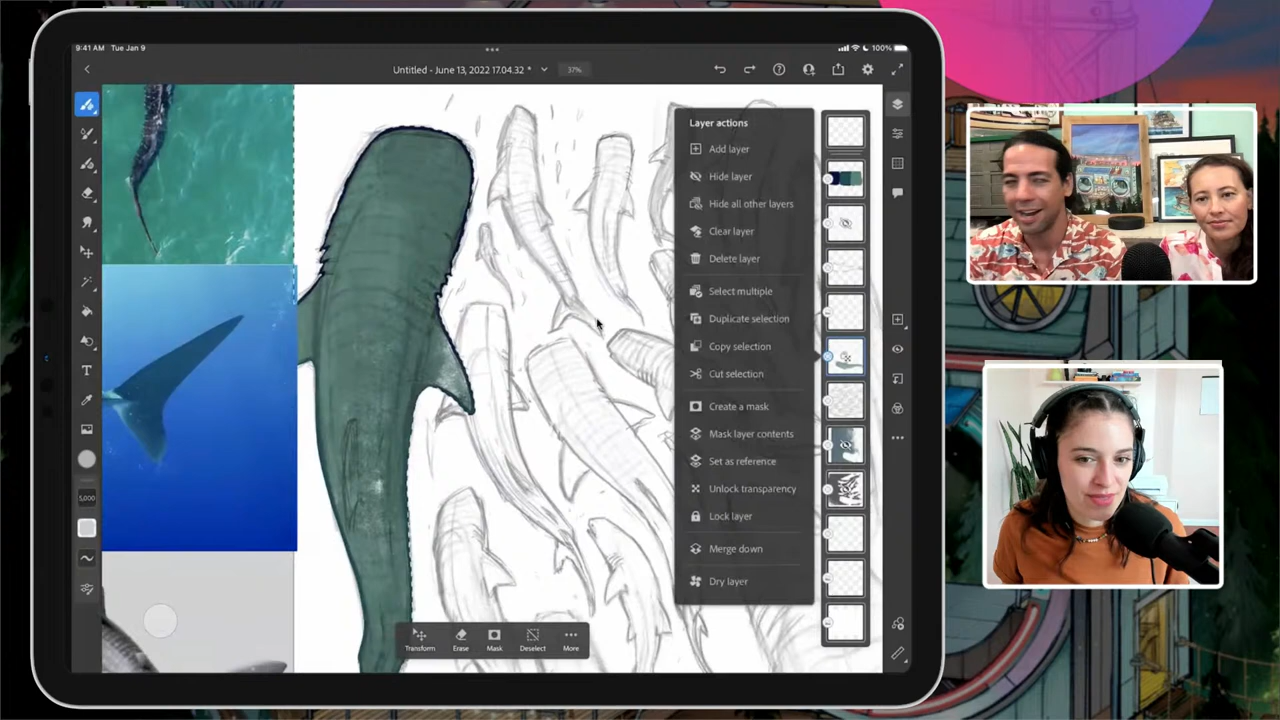 9:41 AM Tue Jan 9
100%
Untitled - June 13, 2022 17.04.32 *
37%
Layer actions
Add layer
Hide layer
Hide all other layers
Clear layer
Delete layer
Select multiple
Duplicate selection
Copy selection
Cut selection
Create a mask
Mask layer contents
Set as reference
Unlock transparency
Lock layer
Merge down
Dry layer
T
5,000
Transform
Erase
Mask
Deselect
More